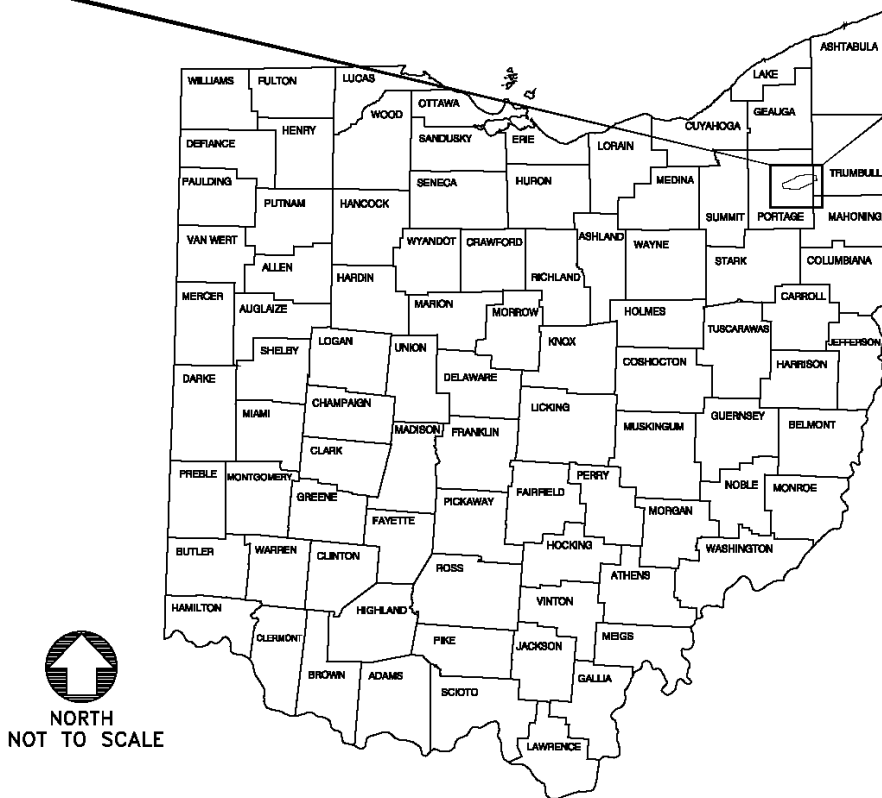 ASHTABULA
LAKE
WILLIAMS
FULTON
LUCAS
GEAUGA
OTTAWA
WOOD
CUYAHOGA
HENRY
SANDUSKY
ERIE
LORAIN
DEFIANCE
TRUMBULL
PAULDING
SENECA
HURON
MEDINA
PUTNAM
HANCOCK
SUMMIT
PORTAGE
MAHONING
VAN WERT
WYANDOT
CRAWFORD
ASHLAND
WAYNE
STARK
COLUMBIANA
ALLEN
HARDIN
RICHLAND
MERCER
AUGLAIZE
MARION
MORROW
HOLMES
CARROLL
TUSCARAWAS
JEFFERSON
LOGAN
UNION
KNOX
SHELBY
COSHOCTON
HARRISON
DARKE
DELAWARE
CHAMPAIGN
LICKING
MIAMI
GUERNSEY
BELMONT
MADISON
FRANKLIN
MUSKINGUM
CLARK
PREBLE
MONTGOMERY
PERRY
NOBLE
MONROE
GREENE
FAIRFIELD
PICKAWAY
MORGAN
FAYETTE
BUTLER
WARREN
CLINTON
HOCKING
WASHINGTON
ROSS
ATHENS
HAMILTON
HIGHLAND
VINTON
CLERMONT
PIKE
JACKSON
MEIGS
BROWN
ADAMS
GALLIA
SCIOTO
LAWRENCE
NORTH
NOT TO SCALE